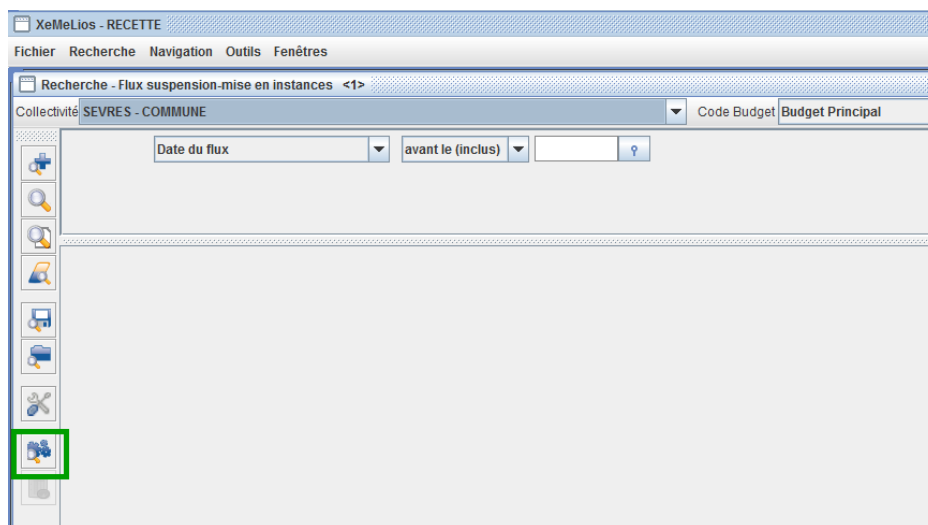 XeMeLios - RECETTE
Fichier Recherche Navigation Outils Fenêtres
Recherche - Flux suspension-mise en instances <1>
Collectivité SEVRES - COMMUNE Code Budget Budget Principal
Date du flux avant le (inclus)